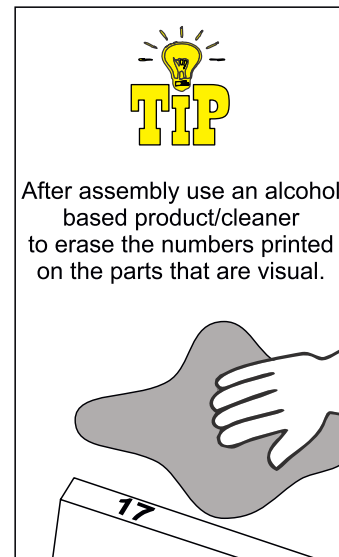 TIP
After assembly use an alcohol
based product/cleaner
to erase the numbers printed
on the parts that are visual.
17